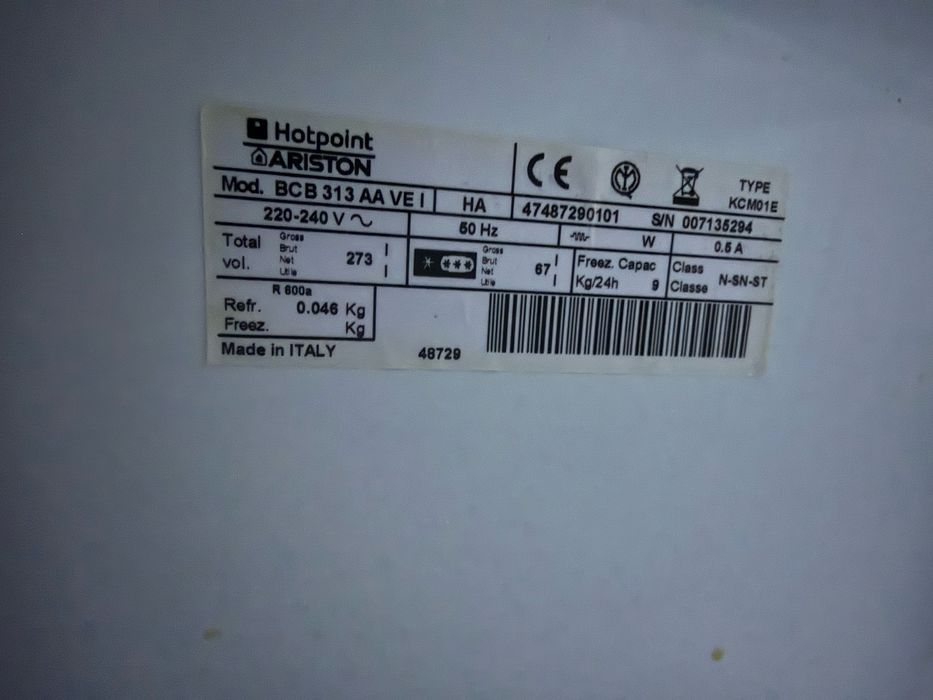 Hotpoint
ARISTON
CE
TYPE
KCM01E
Mod. BCB 313 AA VE I
HA
47487290101
S/N 007135294
220-240 V ~
50 Hz
W
0.5 A
Total vol.
Gross
Brut
Net
Utile
273
l
l
Gross
Brut
Net
Utile
67
l
l
Freez. Capac
Kg/24h 9
Class
Classe
N-SN-ST
R 600a
Refr. 0.046 Kg
Freez. Kg
Made in ITALY
48729